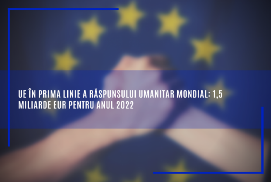 UE ÎN PRIMA LINIE A RĂSPUNSULUI UMANITAR MONDIAL: 1,5
MILIARDE EUR PENTRU ANUL 2022